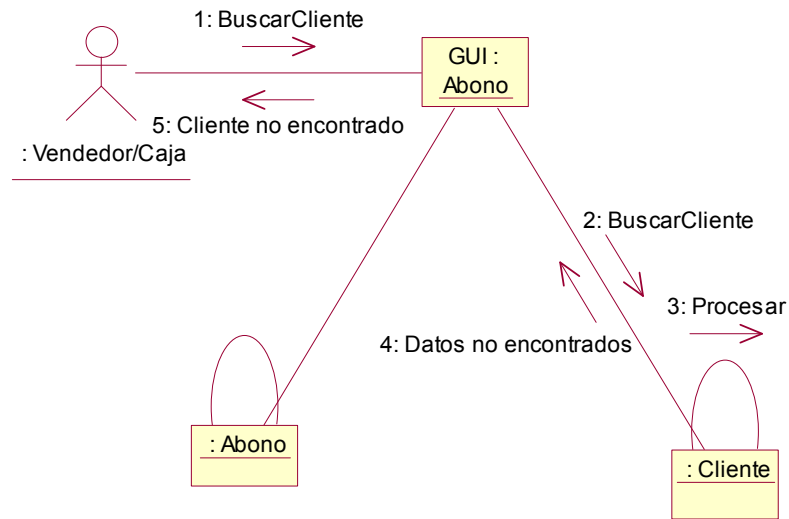 1: BuscarCliente
GUI :
Abono
5: Cliente no encontrado
: Vendedor/Caja
2: BuscarCliente
3: Procesar
4: Datos no encontrados
: Abono
: Cliente